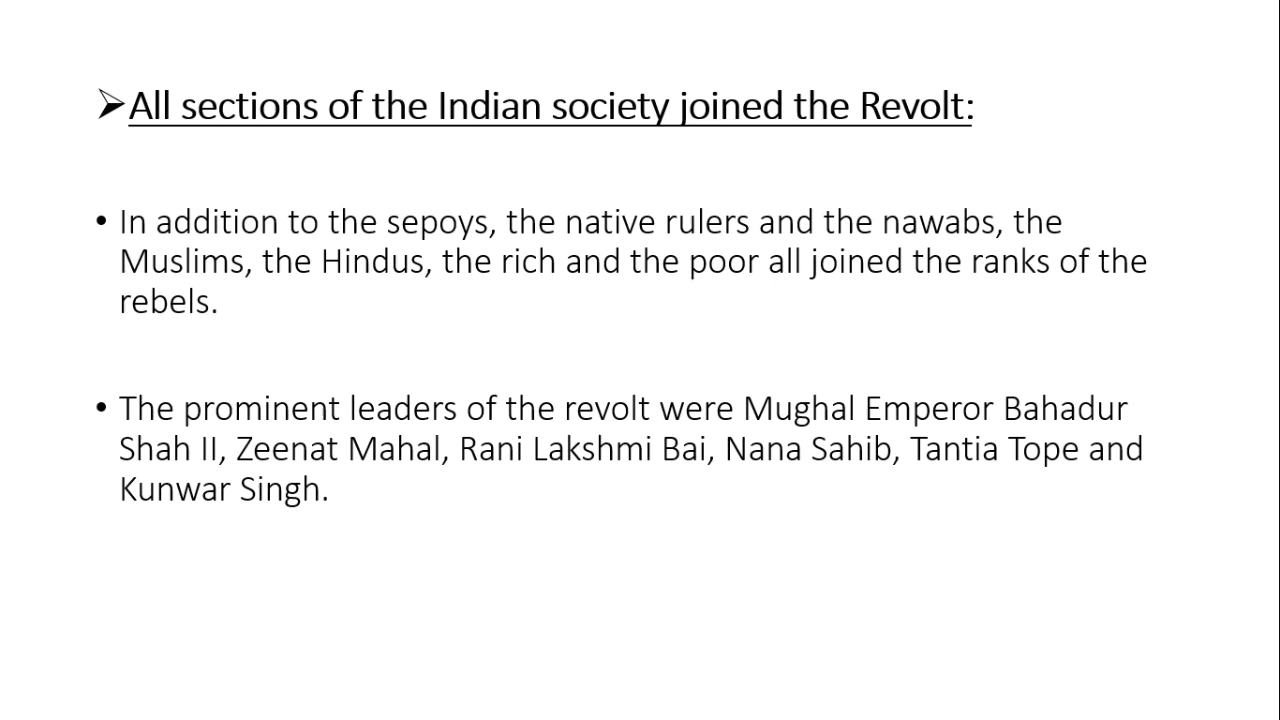 ➢All sections of the Indian society joined the Revolt:
• In addition to the sepoys, the native rulers and the nawabs, the
Muslims, the Hindus, the rich and the poor all joined the ranks of the
rebels.
• The prominent leaders of the revolt were Mughal Emperor Bahadur
Shah II, Zeenat Mahal, Rani Lakshmi Bai, Nana Sahib, Tantia Tope and
Kunwar Singh.